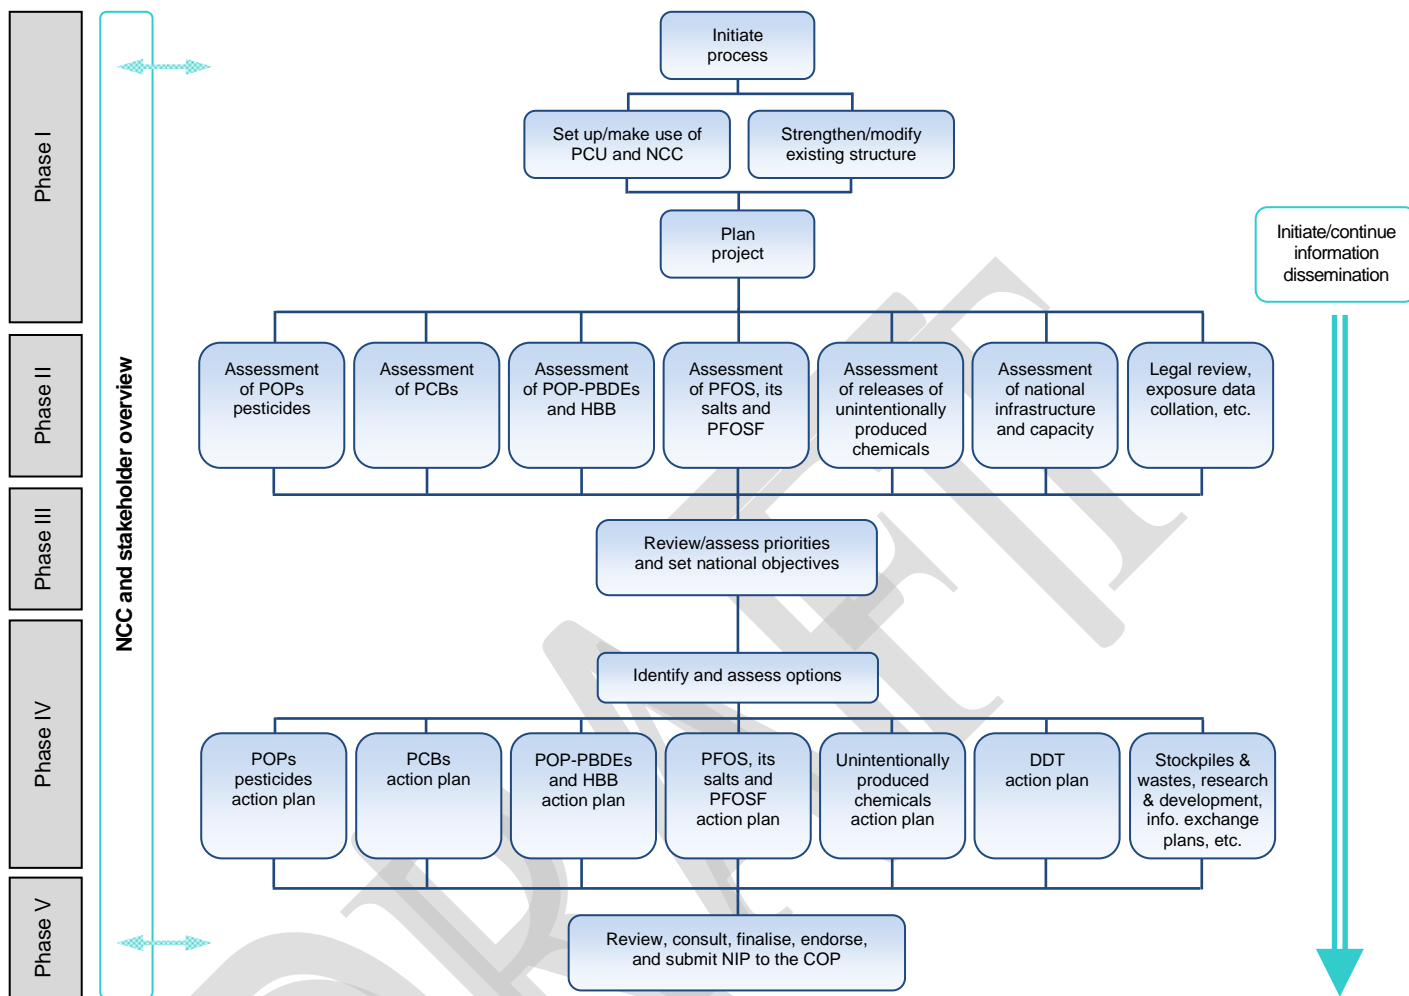 Phase I
Phase II
Phase III
Phase IV
Phase V
NCC and stakeholder overview
Initiate
process
Set up/make use of
PCU and NCC
Strengthen/modify
existing structure
Plan
project
Initiate/continue
information
dissemination
Assessment
of POPs
pesticides
Assessment
of PCBs
Assessment
of POP-PBDEs
and HBB
Assessment
of PFOS, its
salts and
PFOSF
Assessment
of releases of
unintentionally
produced
chemicals
Assessment
of national
infrastructure
and capacity
Legal review,
exposure data
collation, etc.
Review/assess priorities
and set national objectives
Identify and assess options
POPs
pesticides
action plan
PCBs
action plan
POP-PBDEs
and HBB
action plan
PFOS, its
salts and
PFOSF
action plan
Unintentionally
produced
chemicals
action plan
DDT
action plan
Stockpiles &
wastes, research
& development,
info. exchange
plans, etc.
Review, consult, finalise, endorse,
and submit NIP to the COP
DRAFT